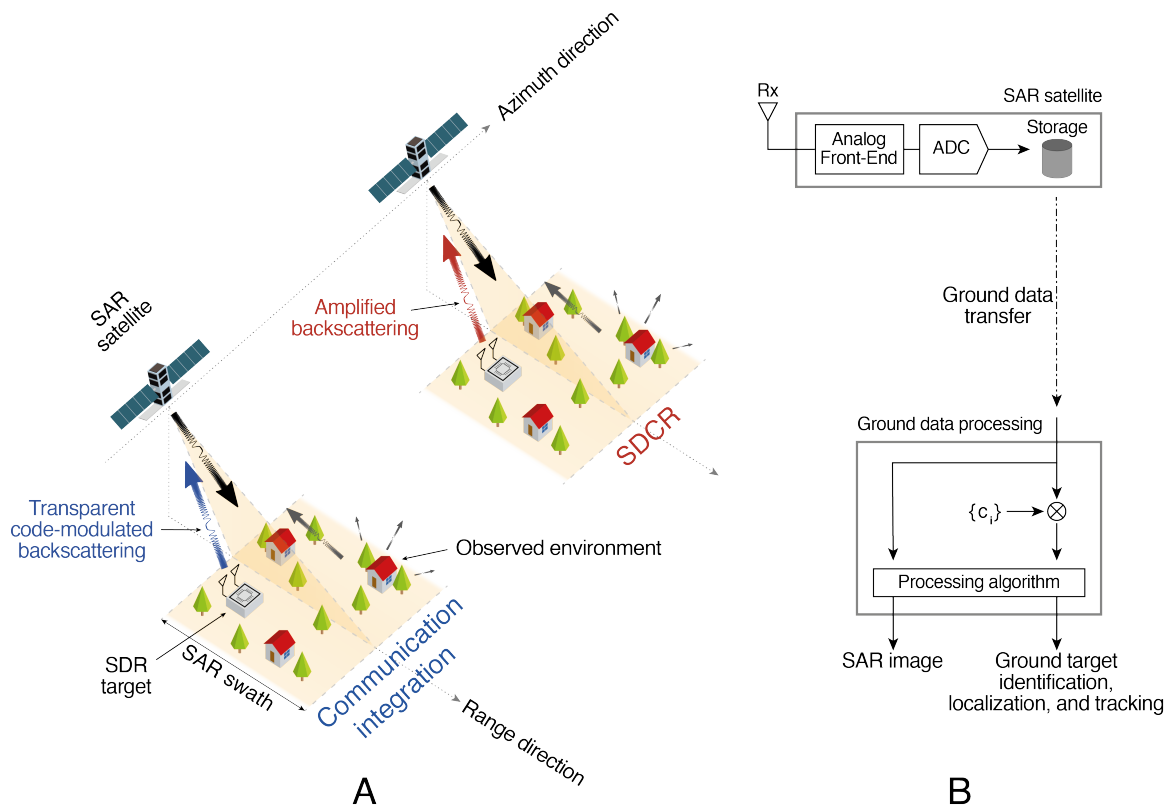 Azimuth direction
SAR
satellite
Amplified
backscattering
SDCR
Transparent
code-modulated
backscattering
Observed environment
SDR
target
SAR swath
Communication
integration
Range direction
A
Rx
SAR satellite
Analog
Front-End
ADC
Storage
Ground data
transfer
Ground data processing
{c_i}
Processing algorithm
SAR image
Ground target
identification,
localization, and tracking
B